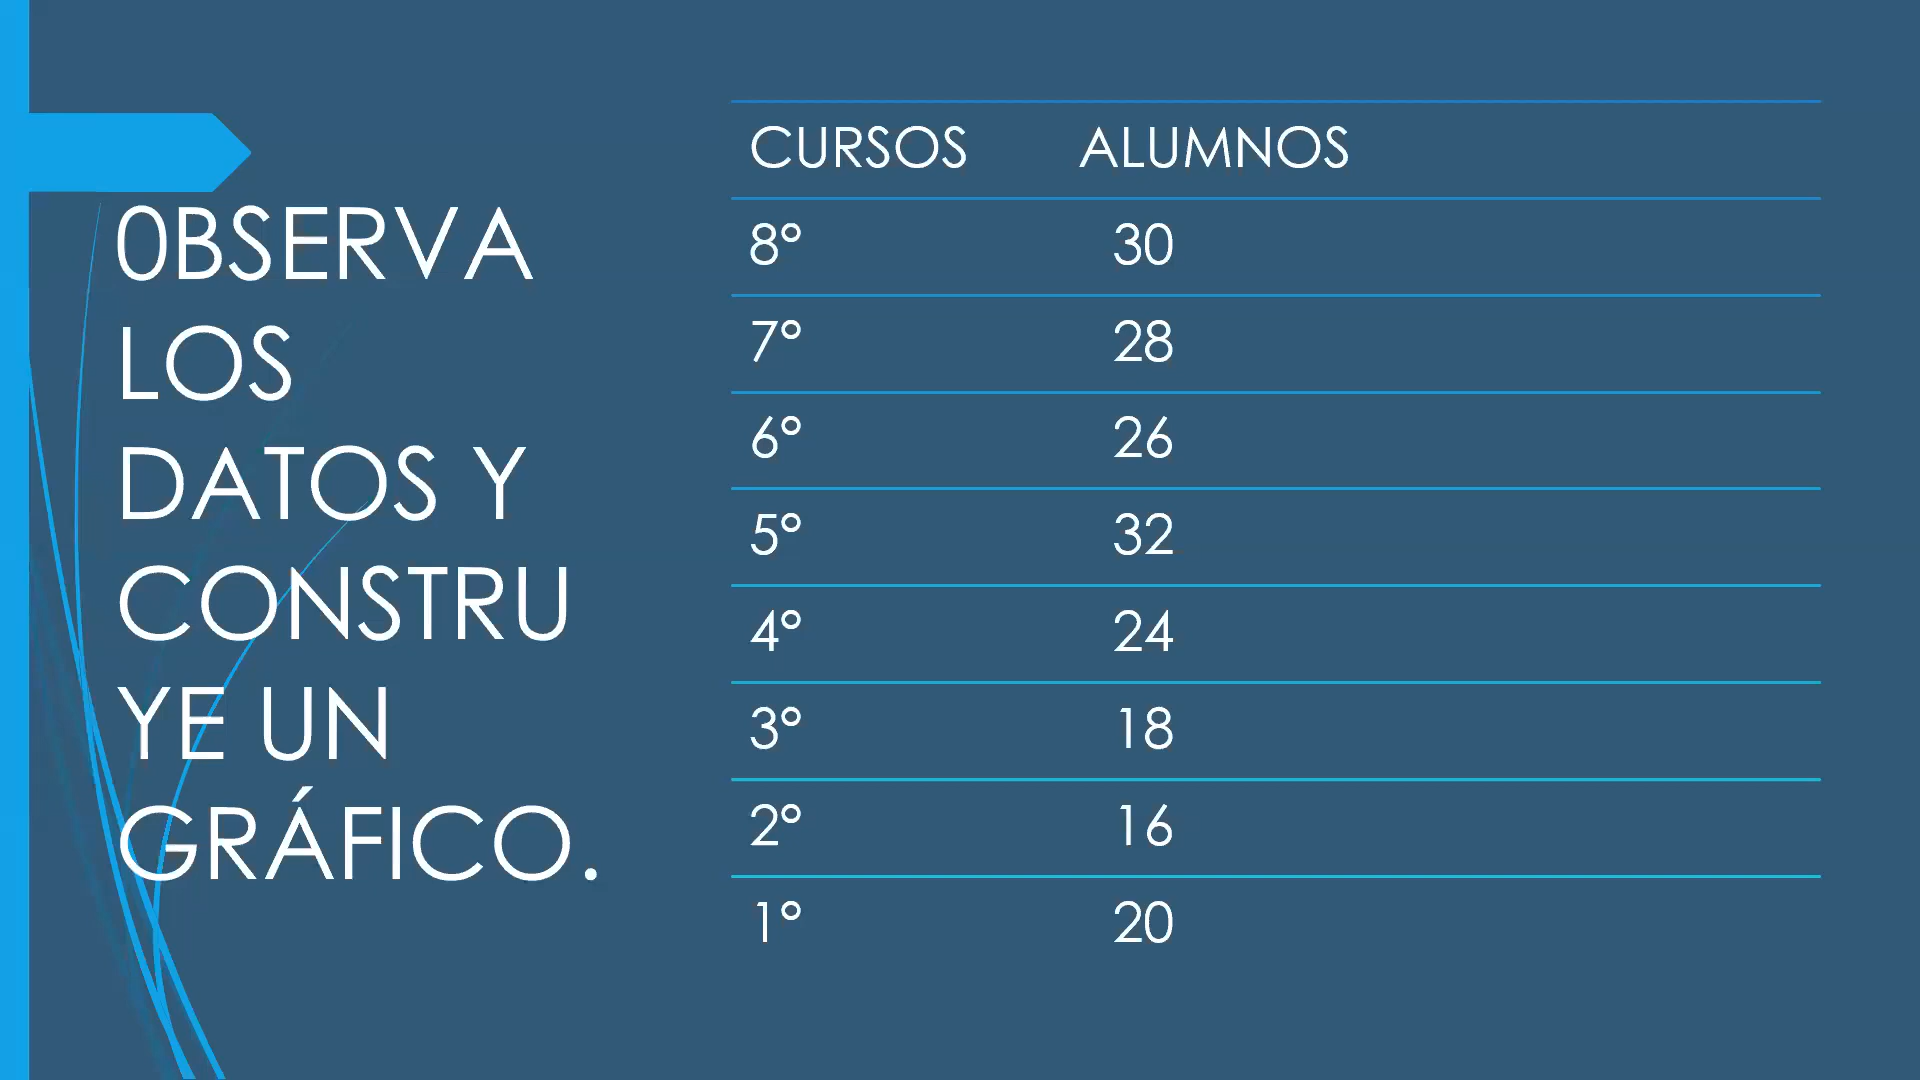 0BSERVA
LOS
DATOS Y
CONSTRU
YE UN
GRÁFICO.
CURSOS ALUMNOS
8° 30
7° 28
6° 26
5° 32
4° 24
3° 18
2° 16
1° 20